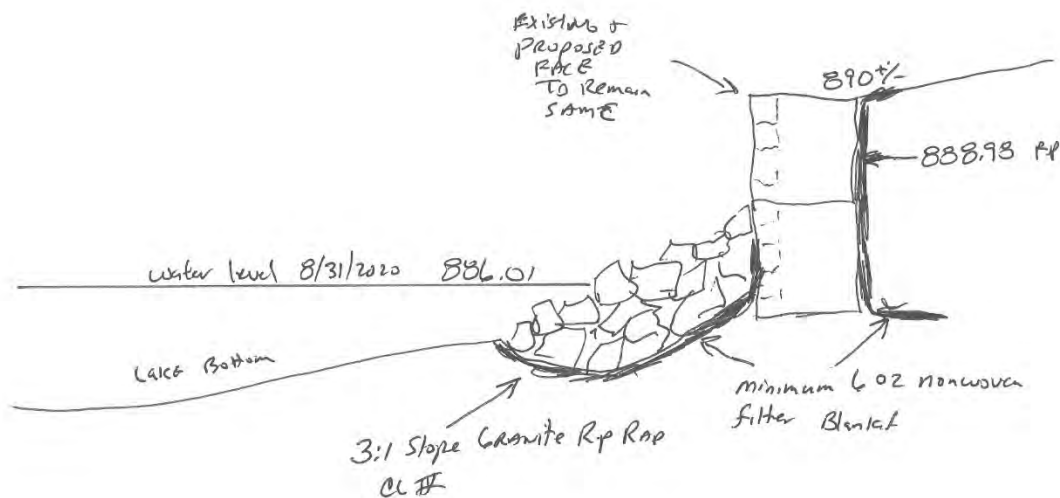 Existing +
PROPOSED
FACE
TO Remain
SAME
890+/-
888.98
water level 8/31/2020 886.01
Lake Bottom
minimum 6 oz nonwoven
filter Blanket
3:1 Slope GRANITE Rip RAP
CL